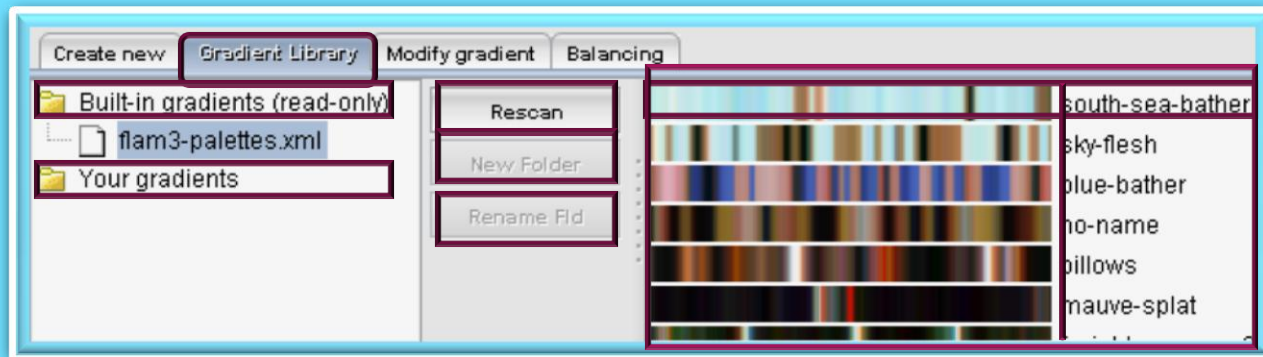 Create new Gradient Library Modify gradient Balancing
Built-in gradients (read-only)
flam3-palettes.xml
Your gradients
Rescan
New Folder
Rename Fld
south-sea-bather
sky-flesh
blue-bather
no-name
pillows
mauve-splat